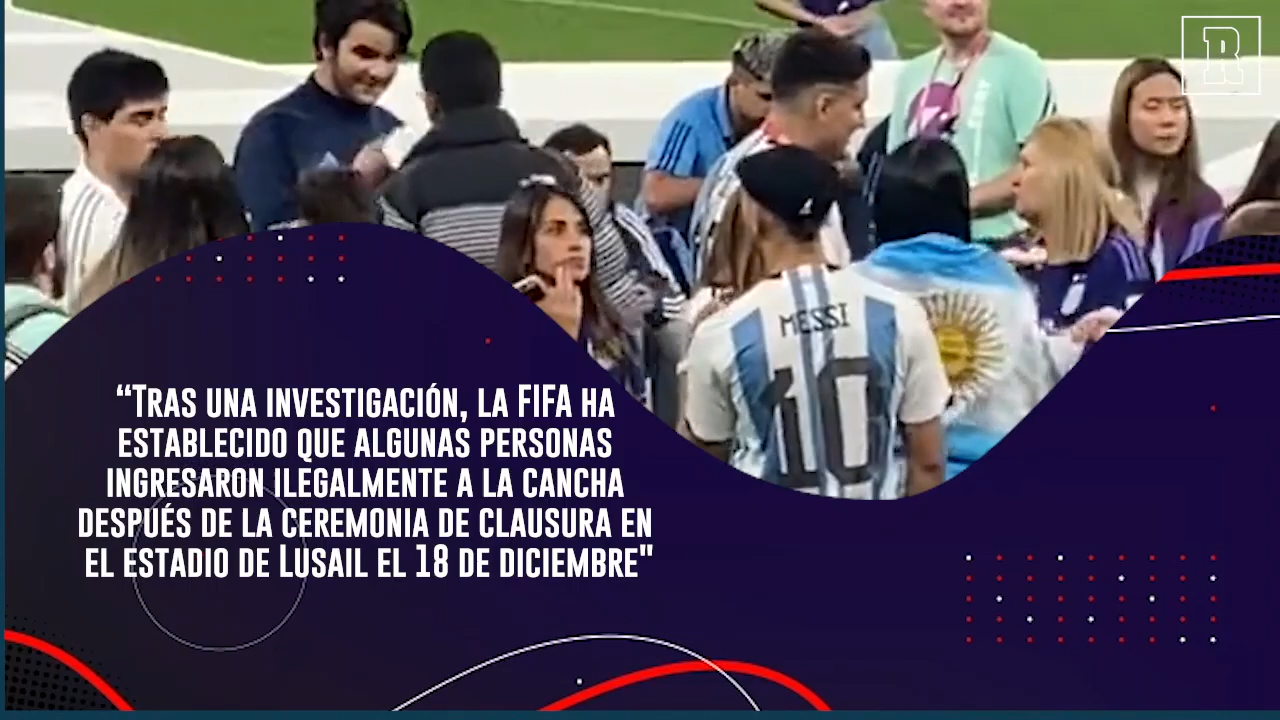 R
MESSI
10
“Tras una investigación, la FIFA ha
establecido que algunas personas
ingresaron ilegalmente a la cancha
después de la ceremonia de clausura en
el estadio de Lusail el 18 de diciembre"